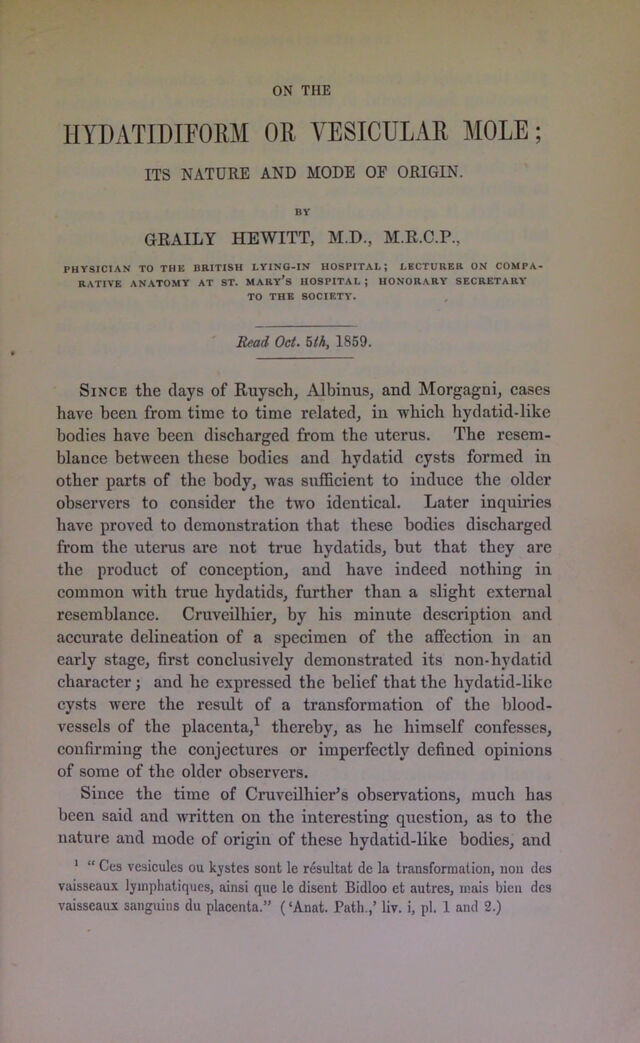 ON THE
HYDATIDIFORM OR VESICULAR MOLE;
ITS NATURE AND MODE OF ORIGIN.
BY
GRAILY HEWITT, M.D., M.R.C.P.,
PHYSICIAN TO THE BRITISH LYING-IN HOSPITAL; LECTURER ON COMPA-
RATIVE ANATOMY AT ST. MARY'S HOSPITAL; HONORARY SECRETARY
TO THE SOCIETY.
Read Oct. 5th, 1859.
SINCE the days of Ruysch, Albinus, and Morgagni, cases
have been from time to time related, in which hydatid-like
bodies have been discharged from the uterus. The resem-
blance between these bodies and hydatid cysts formed in
other parts of the body, was sufficient to induce the older
observers to consider the two identical. Later inquiries
have proved to demonstration that these bodies discharged
from the uterus are not true hydatids, but that they are
the product of conception, and have indeed nothing in
common with true hydatids, further than a slight external
resemblance. Cruveilhier, by his minute description and
accurate delineation of a specimen of the affection in an
early stage, first conclusively demonstrated its non-hydatid
character; and he expressed the belief that the hydatid-like
cysts were the result of a transformation of the blood-
vessels of the placenta,¹ thereby, as he himself confesses,
confirming the conjectures or imperfectly defined opinions
of some of the older observers.
Since the time of Cruveilhier's observations, much has
been said and written on the interesting question, as to the
nature and mode of origin of these hydatid-like bodies, and
¹ “Ces vesicules ou kystes sont le résultat de la transformation, non des
vaisseaux lymphatiques, ainsi que le disent Bidloo et autres, mais bien des
vaisseaux sanguins du placenta.” (‘Anat. Path.,’ liv. i, pl. 1 and 2.)